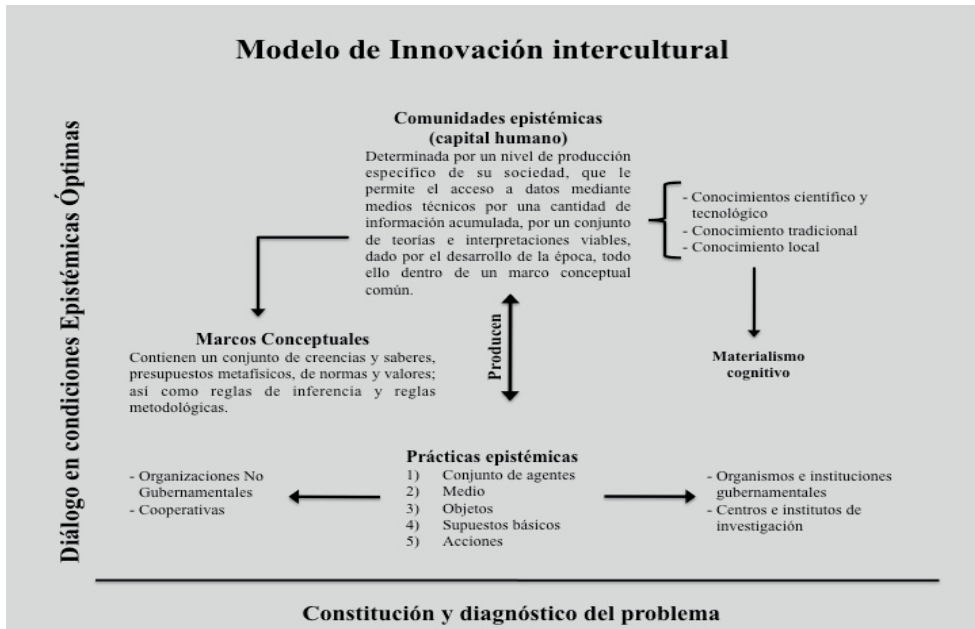 Modelo de Innovación intercultural
Diálogo en condiciones Epistémicas Óptimas
Comunidades epistémicas
(capital humano)
Determinada por un nivel de producción
específico de su sociedad, que le
permite el acceso a datos mediante
medios técnicos por una cantidad de
información acumulada, por un conjunto
de teorías e interpretaciones viables,
dado por el desarrollo de la época, todo
ello dentro de un marco conceptual
común.
- Conocimientos científico y
tecnológico
- Conocimiento tradicional
- Conocimiento local
Marcos Conceptuales
Contienen un conjunto de creencias y saberes,
presupuestos metafísicos, de normas y valores;
así como reglas de inferencia y reglas
metodológicas.
Producen
Materialismo
cognitivo
Prácticas epistémicas
1) Conjunto de agentes
2) Medio
3) Objetos
4) Supuestos básicos
5) Acciones
- Organizaciones No
Gubernamentales
- Cooperativas
- Organismos e instituciones
gubernamentales
- Centros e institutos de
investigación
Constitución y diagnóstico del problema